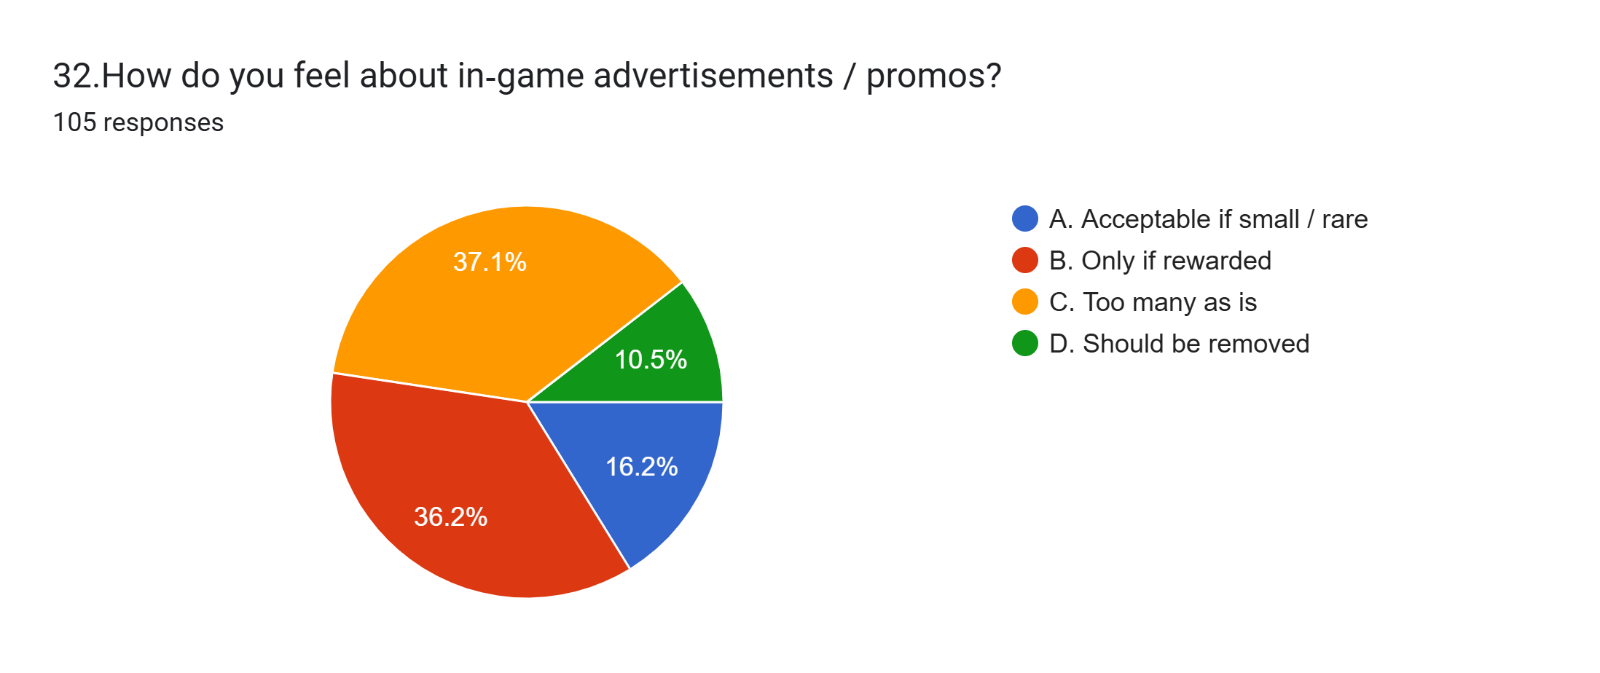 32.How do you feel about in-game advertisements / promos?
105 responses
37.1%
10.5%
16.2%
36.2%
A. Acceptable if small / rare
B. Only if rewarded
C. Too many as is
D. Should be removed